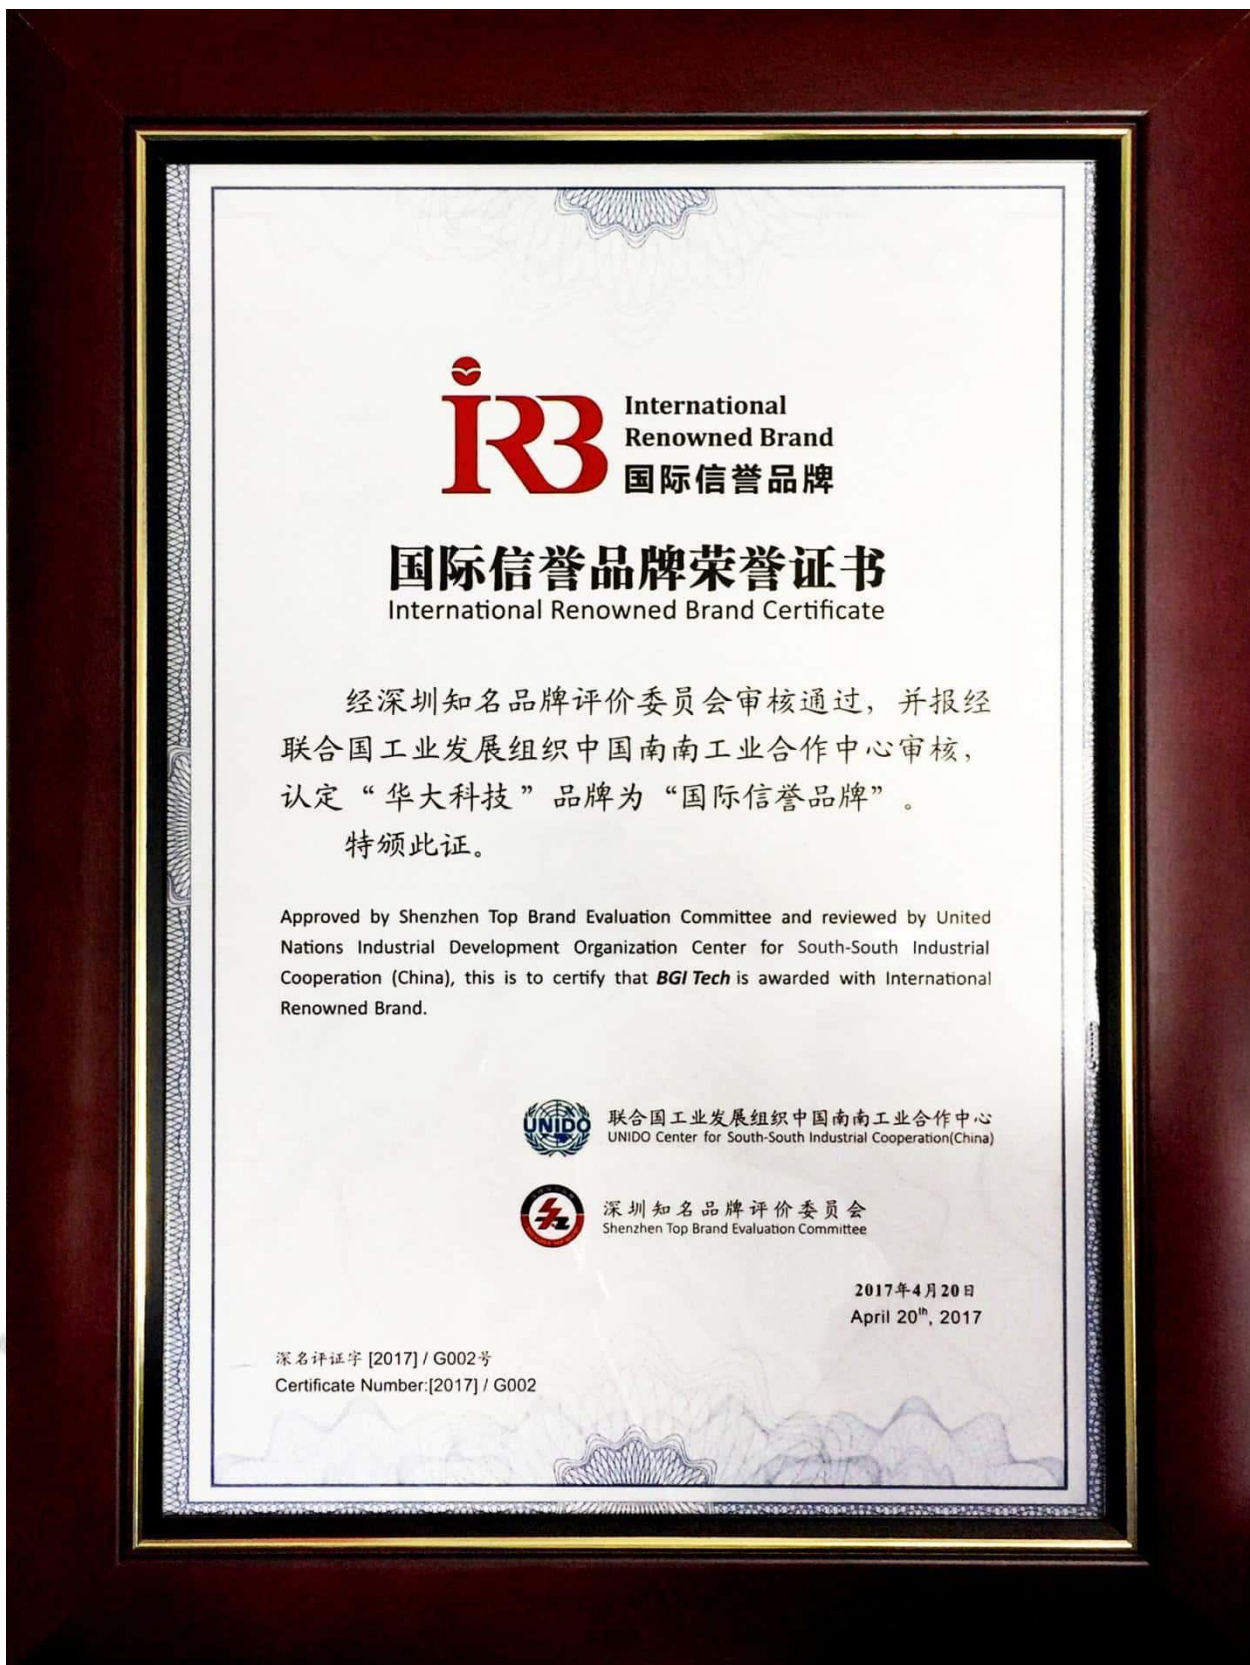 IRB
International
Renowned Brand
国际信誉品牌
国际信誉品牌荣誉证书
International Renowned Brand Certificate
经深圳知名品牌评价委员会审核通过，并报经
联合国工业发展组织中国南南工业合作中心审核，
认定“华大科技”品牌为“国际信誉品牌”。
特颁此证。
Approved by Shenzhen Top Brand Evaluation Committee and reviewed by United
Nations Industrial Development Organization Center for South-South Industrial
Cooperation (China), this is to certify that BGI Tech is awarded with International
Renowned Brand.
UNIDO
联合国工业发展组织中国南南工业合作中心
UNIDO Center for South-South Industrial Cooperation(China)
深圳知名品牌评价委员会
Shenzhen Top Brand Evaluation Committee
2017年4月20日
April 20th, 2017
深名评证字 [2017] / G002号
Certificate Number:[2017] / G002